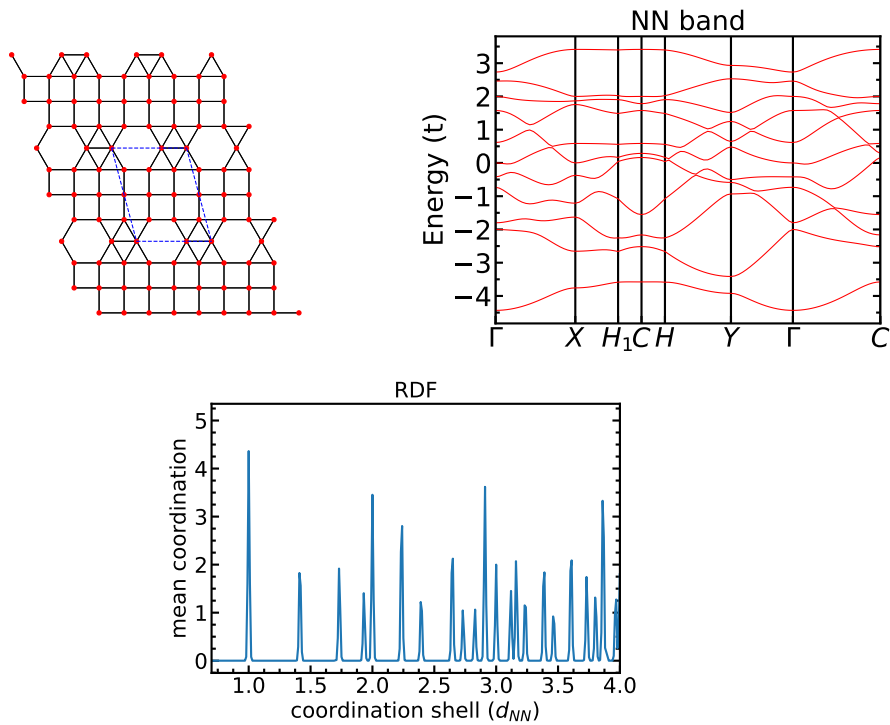 NN band
Energy (t)
3
2
1
0
−1
−2
−3
−4
Γ X H₁ C H Y Γ C
RDF
mean coordination
5
4
3
2
1
0
1.0 1.5 2.0 2.5 3.0 3.5 4.0
coordination shell (d_NN)